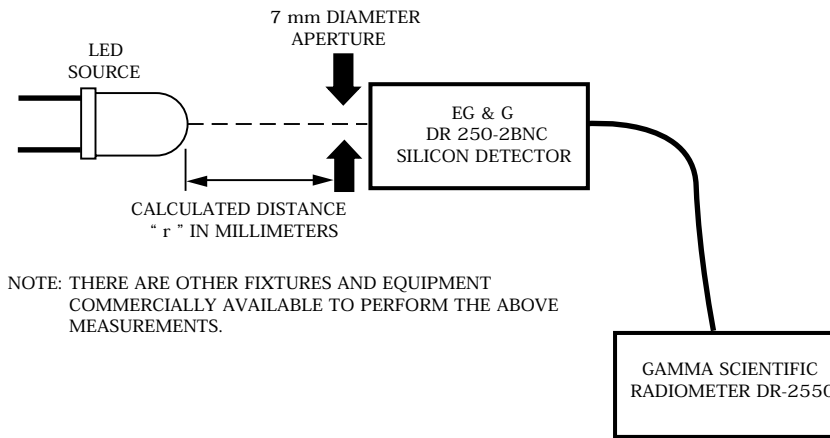 7 mm DIAMETER
APERTURE
LED
SOURCE
EG & G
DR 250-2BNC
SILICON DETECTOR
CALCULATED DISTANCE
“ r ” IN MILLIMETERS
NOTE: THERE ARE OTHER FIXTURES AND EQUIPMENT
COMMERCIALLY AVAILABLE TO PERFORM THE ABOVE
MEASUREMENTS.
GAMMA SCIENTIFIC
RADIOMETER DR-2550